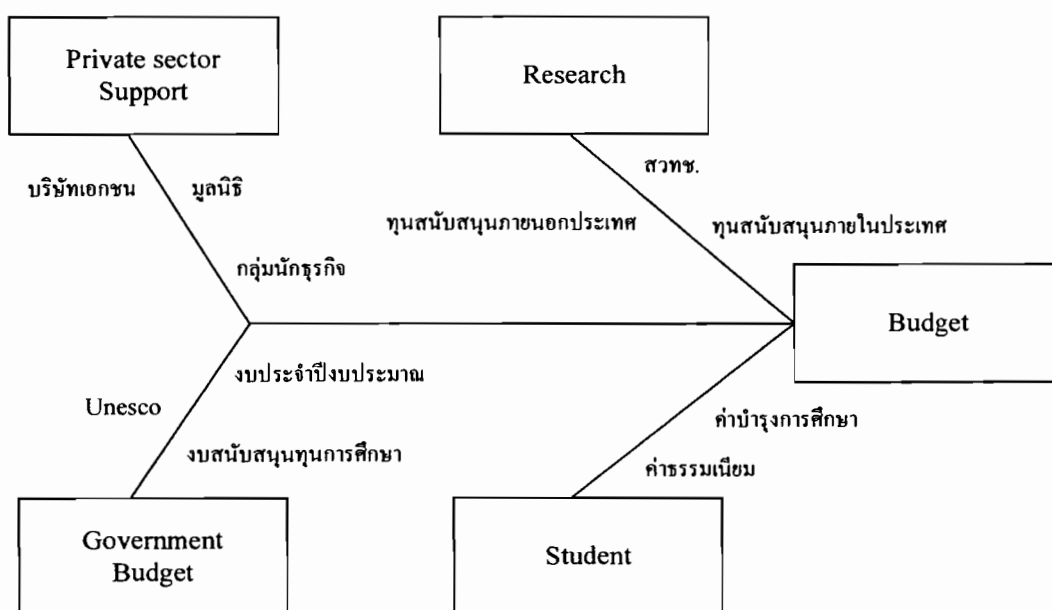 Private sector
Support
Research
สวทช.
บริษัทเอกชน
มูลนิธิ
ทุนสนับสนุนภายนอกประเทศ
ทุนสนับสนุนภายในประเทศ
กลุ่มนักธุรกิจ
Budget
งบประจำปีงบประมาณ
Unesco
ค่าบำรุงการศึกษา
งบสนับสนุนทุนการศึกษา
ค่าธรรมเนียม
Government
Budget
Student